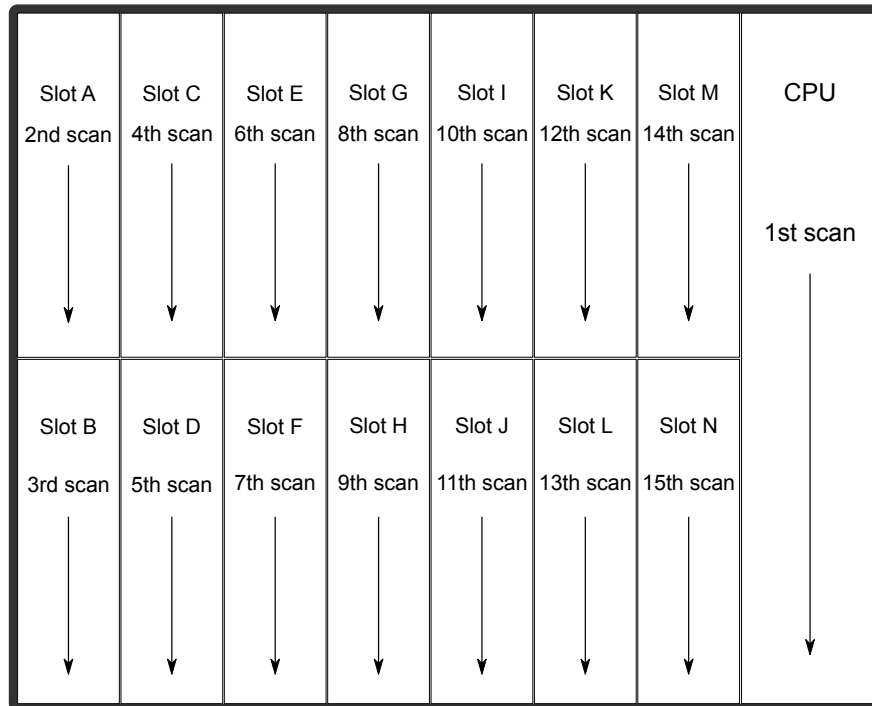 Slot A
2nd scan
Slot C
4th scan
Slot E
6th scan
Slot G
8th scan
Slot I
10th scan
Slot K
12th scan
Slot M
14th scan
CPU
1st scan
Slot B
3rd scan
Slot D
5th scan
Slot F
7th scan
Slot H
9th scan
Slot J
11th scan
Slot L
13th scan
Slot N
15th scan